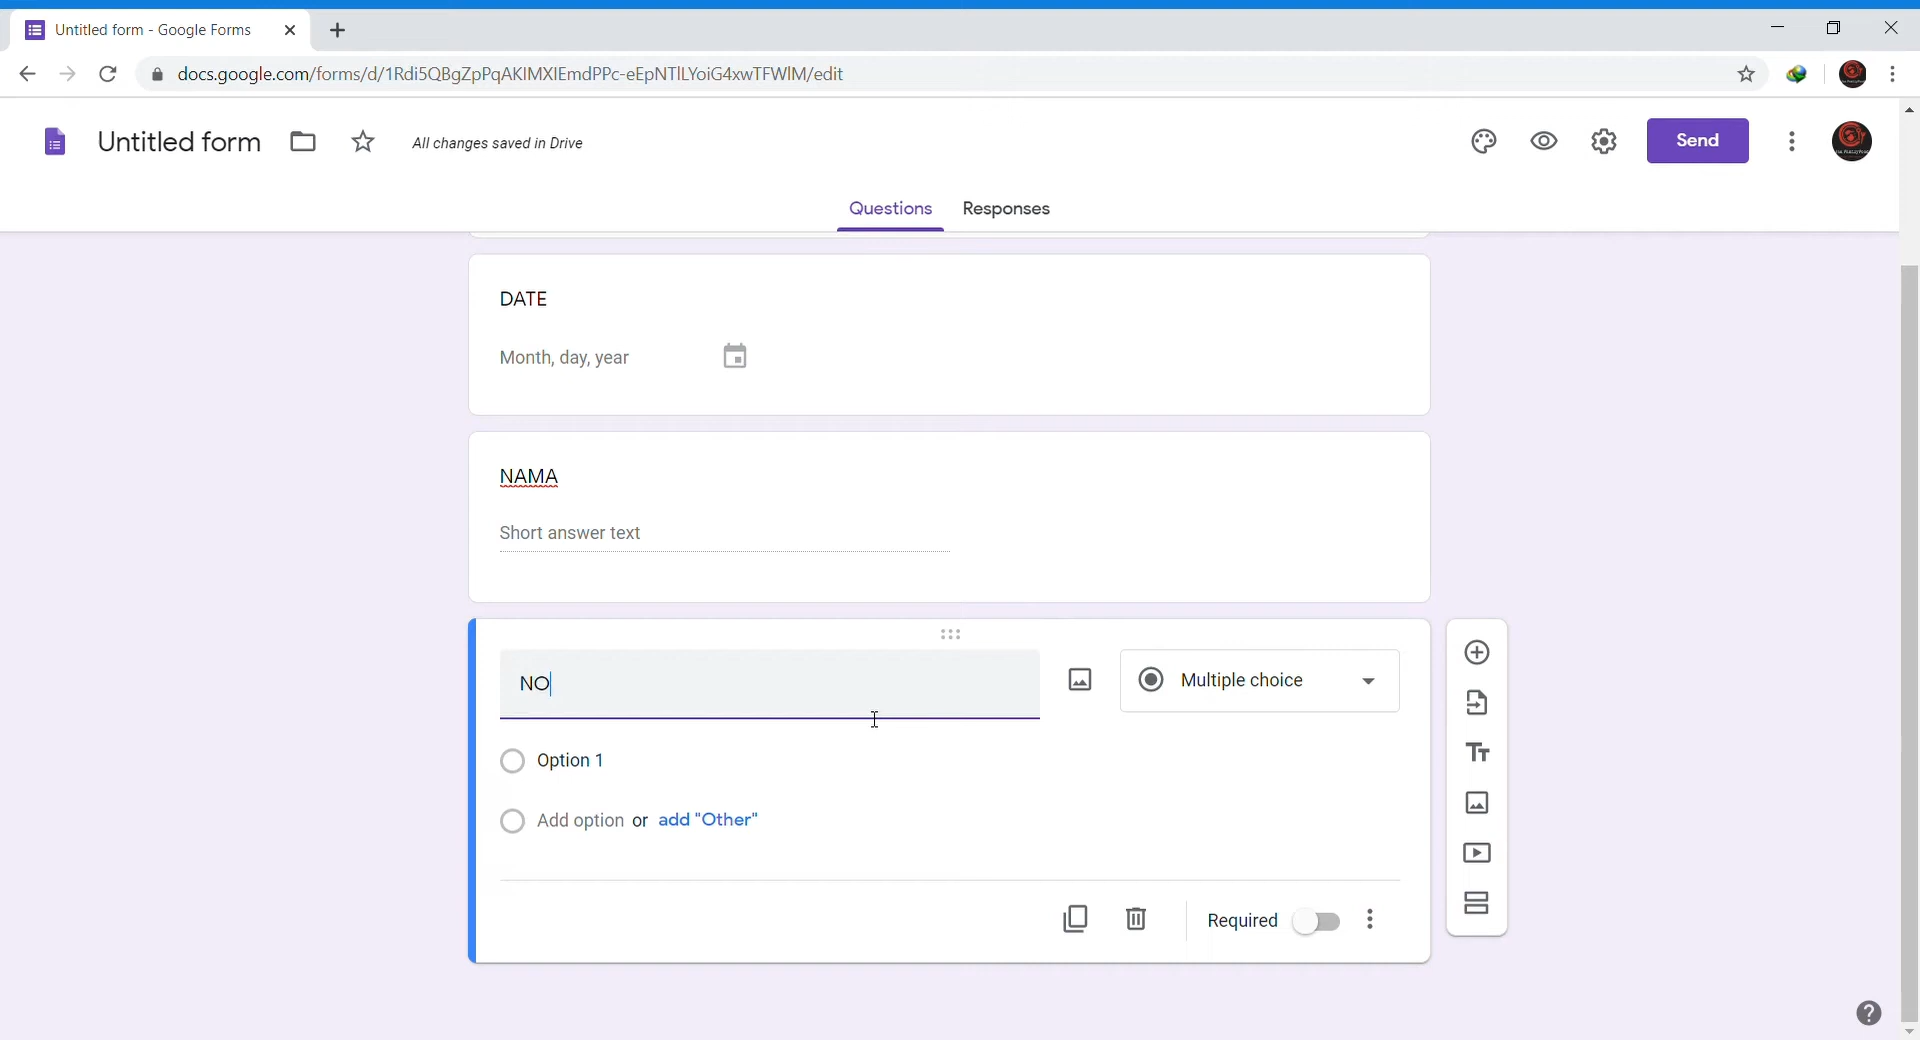 Untitled form - Google Forms
docs.google.com/forms/d/1Rdi5QBgZpPqAKIMXIEmdPPc-eEpNTlLYoiG4xwTFWlM/edit
Untitled form
All changes saved in Drive
Send
Questions
Responses
DATE
Month, day, year
NAMA
Short answer text
NO
Multiple choice
Option 1
Add option or add "Other"
Required